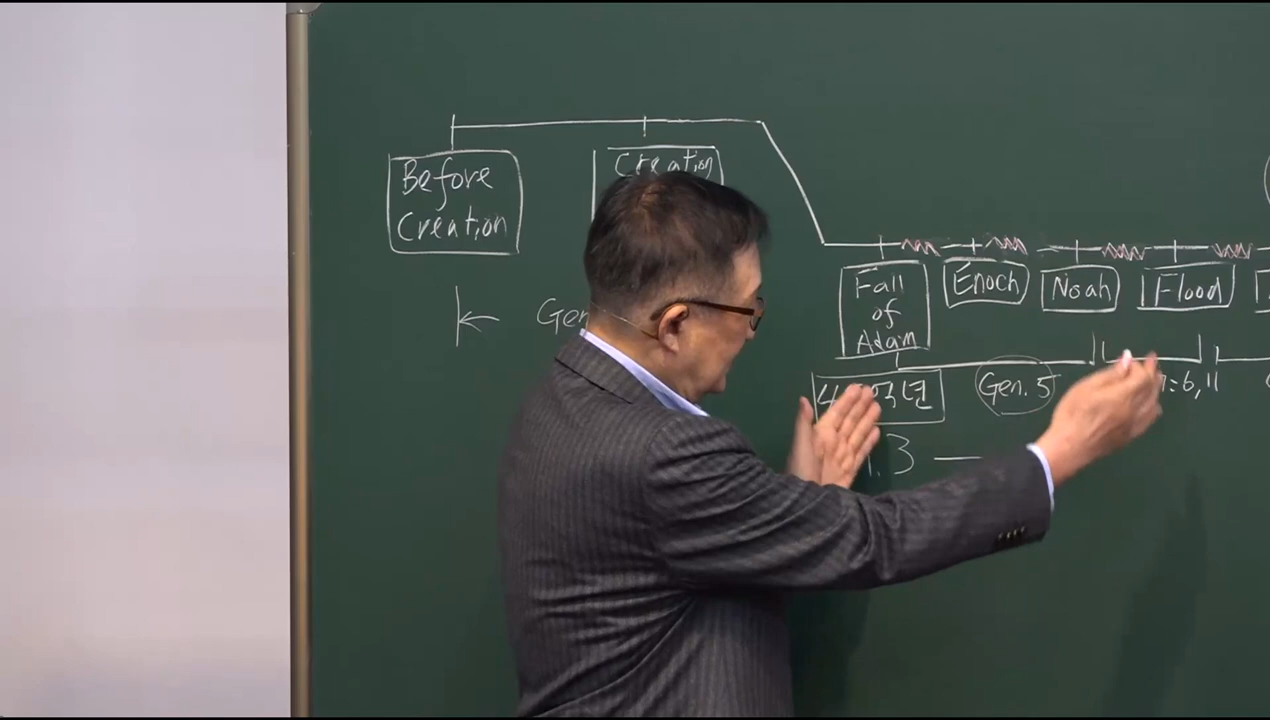 Before
Creation
Creation
Fall
of
Adam
Enoch
Noah
Flood
Gen. 5
6, 11